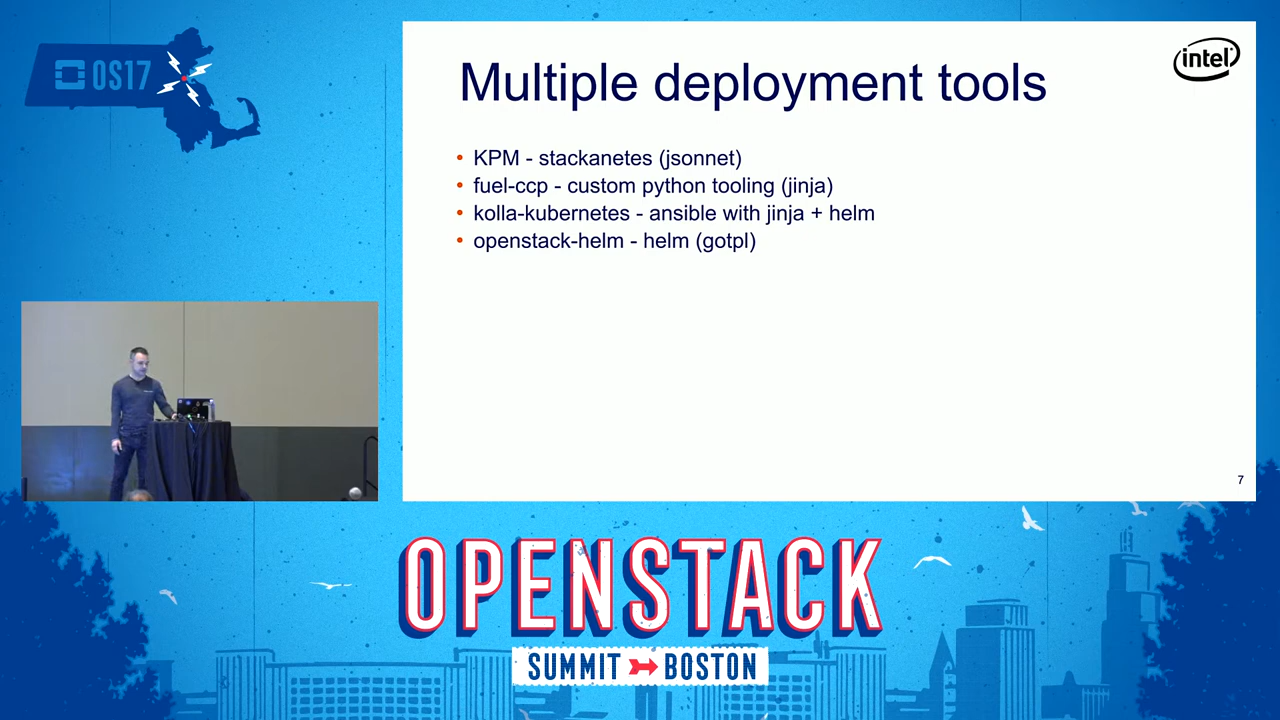 OS17
Multiple deployment tools
intel
• KPM - stackanetes (jsonnet)
• fuel-ccp - custom python tooling (jinja)
• kolla-kubernetes - ansible with jinja + helm
• openstack-helm - helm (gotpl)
7
OPENSTACK
SUMMIT BOSTON